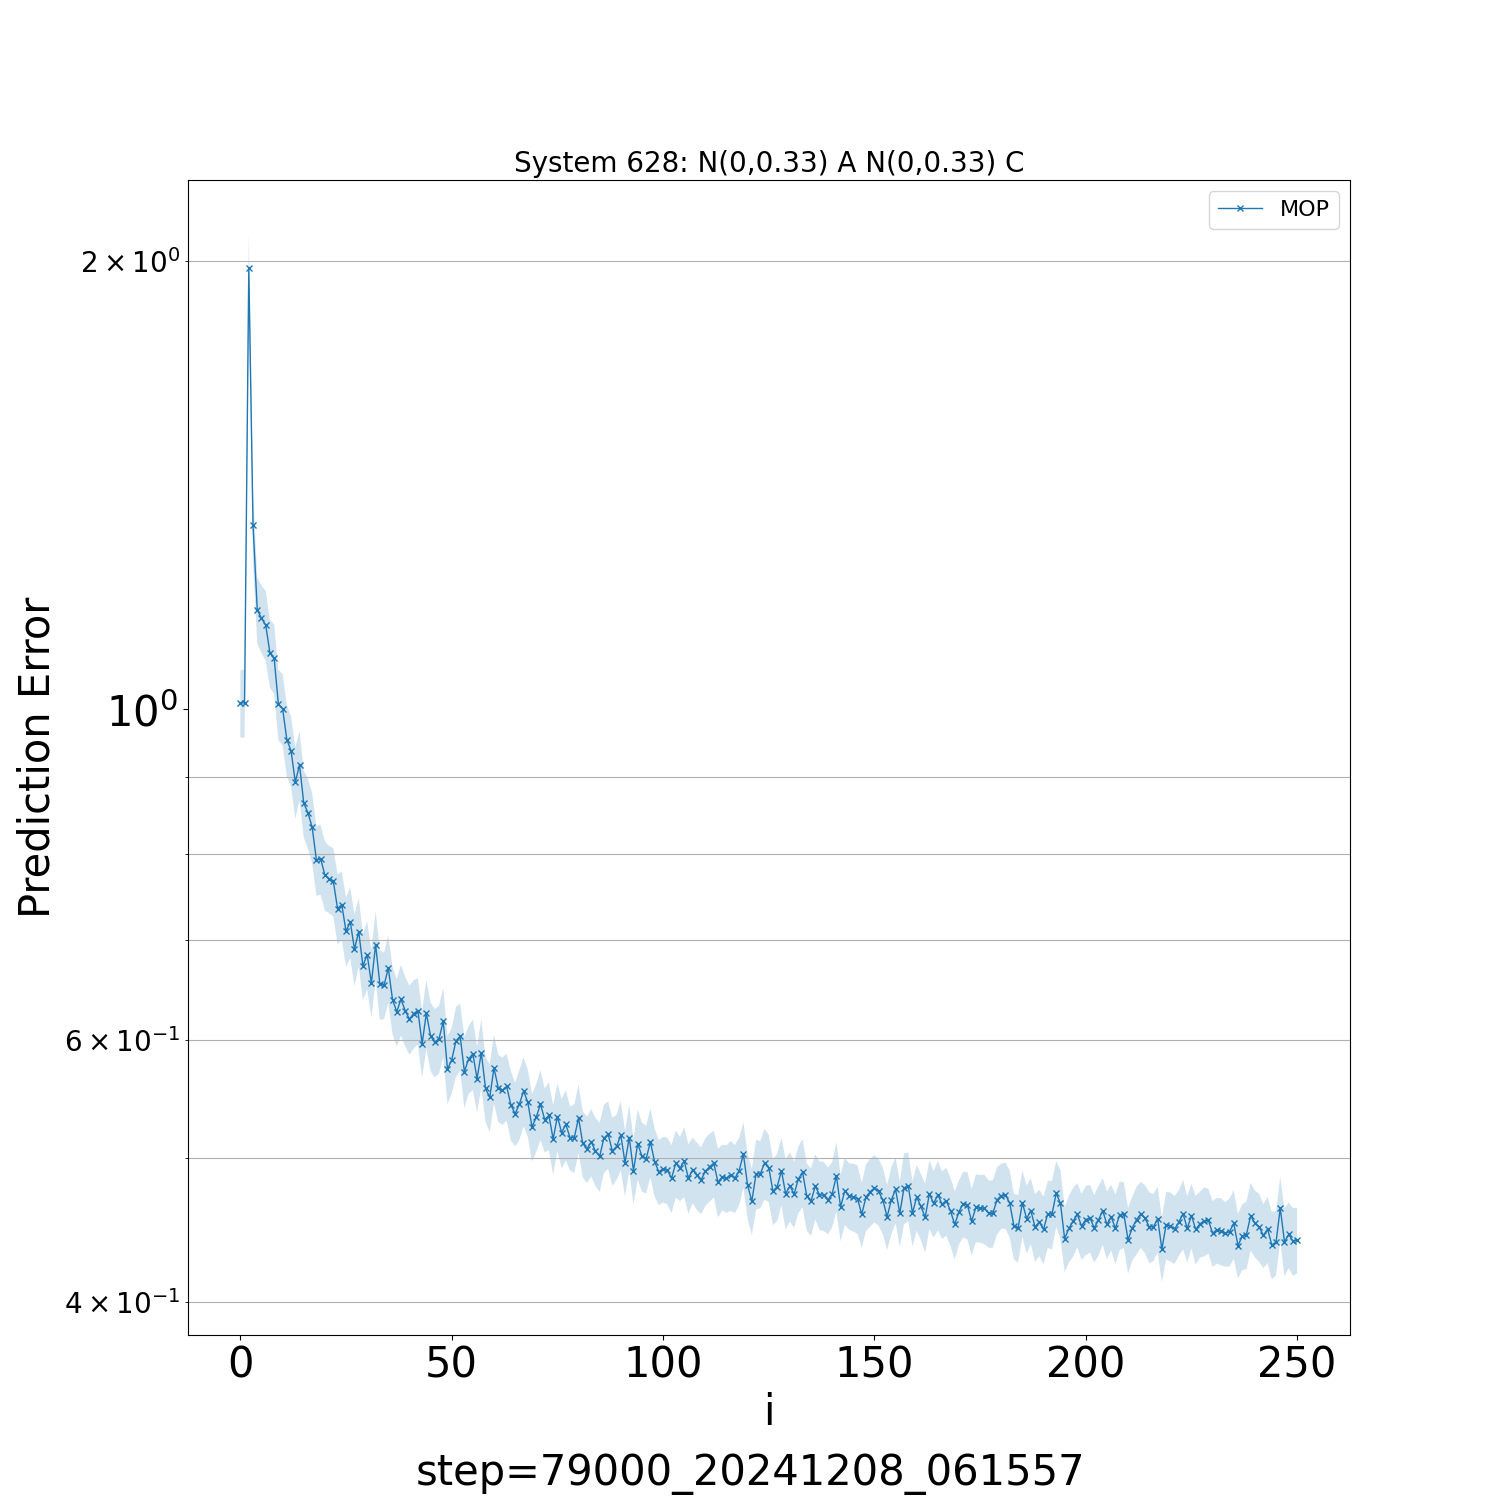 System 628: N(0,0.33) A N(0,0.33) C
MOP
2 × 10⁰
10⁰
6 × 10⁻¹
4 × 10⁻¹
Prediction Error
0 50 100 150 200 250
i
step=79000_20241208_061557